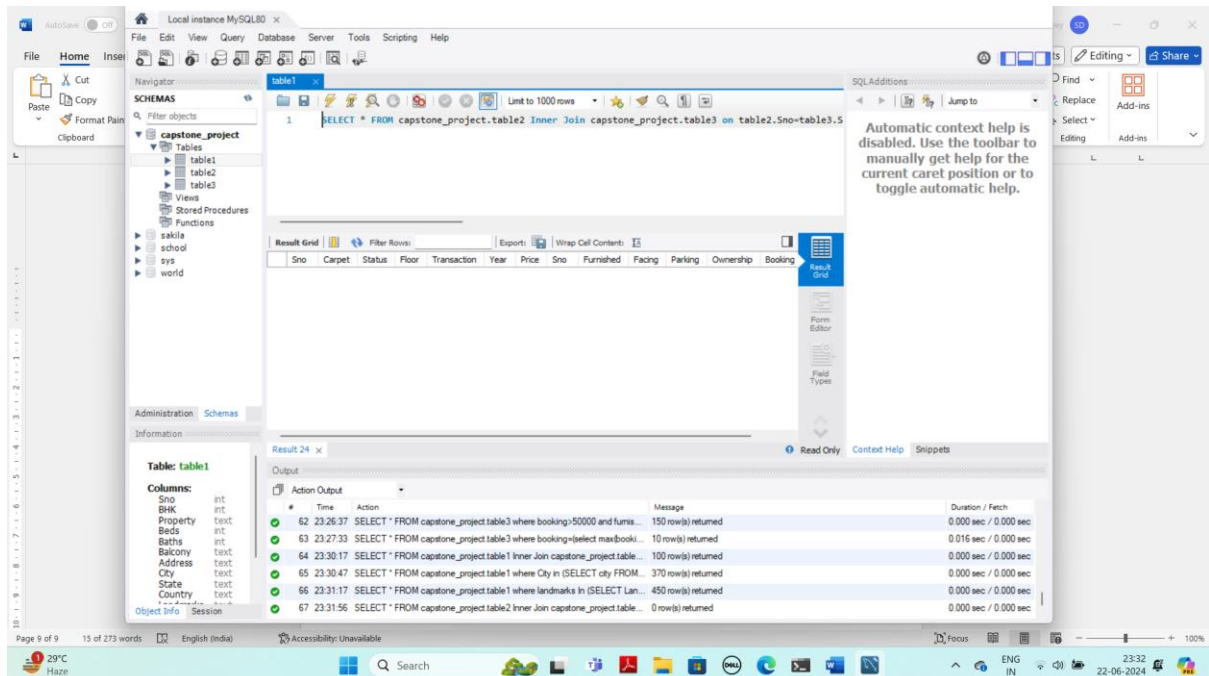 AutoSave Off
Local instance MySQL80 ×
SD
File Edit View Query Database Server Tools Scripting Help
File Home Inser
ts Editing Share
Cut
Copy
Format Pain
Paste
Clipboard
Find
Replace
Select
Editing
Add-ins
Add-ins
Navigator
SCHEMAS
Filter objects
capstone_project
Tables
table1
table2
table3
Views
Stored Procedures
Functions
sakila
school
sys
world
Administration Schemas
Information
Table: table1
Columns:
Sno int
BHK int
Property text
Beds int
Baths int
Balcony text
Address text
City text
State text
Country text
Object Info Session
table1 ×
Limit to 1000 rows
1 SELECT * FROM capstone_project.table2 Inner Join capstone_project.table3 on table2.Sno=table3.S
Result Grid Filter Rows: Export: Wrap Cell Content:
Sno Carpet Status Floor Transaction Year Price Sno Furnished Facing Parking Ownership Booking
Result Grid
Form Editor
Field Types
Result 24 ×
Read Only
SQLAdditions
Jump to
Automatic context help is
disabled. Use the toolbar to
manually get help for the
current caret position or to
toggle automatic help.
Context Help Snippets
Output
Action Output
# Time Action Message Duration / Fetch
62 23:26:37 SELECT * FROM capstone_project.table3 where booking>50000 and furnis... 150 row(s) returned 0.000 sec / 0.000 sec
63 23:27:33 SELECT * FROM capstone_project.table3 where booking=(select max(booki... 10 row(s) returned 0.016 sec / 0.000 sec
64 23:30:17 SELECT * FROM capstone_project.table1 Inner Join capstone_project.table... 100 row(s) returned 0.000 sec / 0.000 sec
65 23:30:47 SELECT * FROM capstone_project.table1 where City in (SELECT city FROM... 370 row(s) returned 0.000 sec / 0.000 sec
66 23:31:17 SELECT * FROM capstone_project.table1 where landmarks In (SELECT Lan... 450 row(s) returned 0.000 sec / 0.000 sec
67 23:31:56 SELECT * FROM capstone_project.table2 Inner Join capstone_project.table... 0 row(s) returned 0.000 sec / 0.000 sec
Page 9 of 9 15 of 273 words English (India) Accessibility: Unavailable Focus 100%
1
29°C
Haze
Search
DELL
ENG
IN
23:32
22-06-2024
PRE